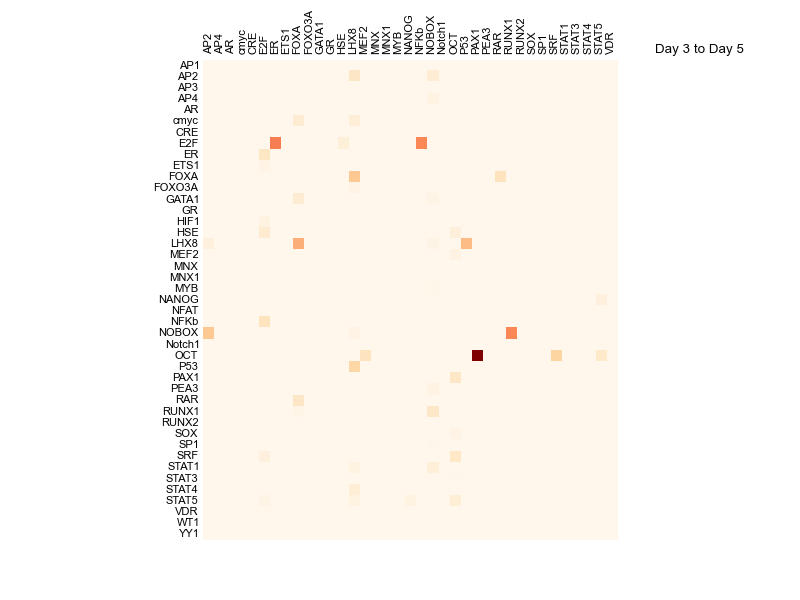 AP2
AP4
AR
cmyc
CRE
E2F
ER
ETS1
FOXA
FOXO3A
GATA1
GR
HSE
LHX8
MEF2
MNX
MNX1
MYB
NANOG
NFKb
NOBOX
Notch1
OCT
P53
PAX1
PEA3
RAR
RUNX1
RUNX2
SOX
SP1
SRF
STAT1
STAT3
STAT4
STAT5
VDR
Day 3 to Day 5
AP1
AP2
AP3
AP4
AR
cmyc
CRE
E2F
ER
ETS1
FOXA
FOXO3A
GATA1
GR
HIF1
HSE
LHX8
MEF2
MNX
MNX1
MYB
NANOG
NFAT
NFKb
NOBOX
Notch1
OCT
P53
PAX1
PEA3
RAR
RUNX1
RUNX2
SOX
SP1
SRF
STAT1
STAT3
STAT4
STAT5
VDR
WT1
YY1